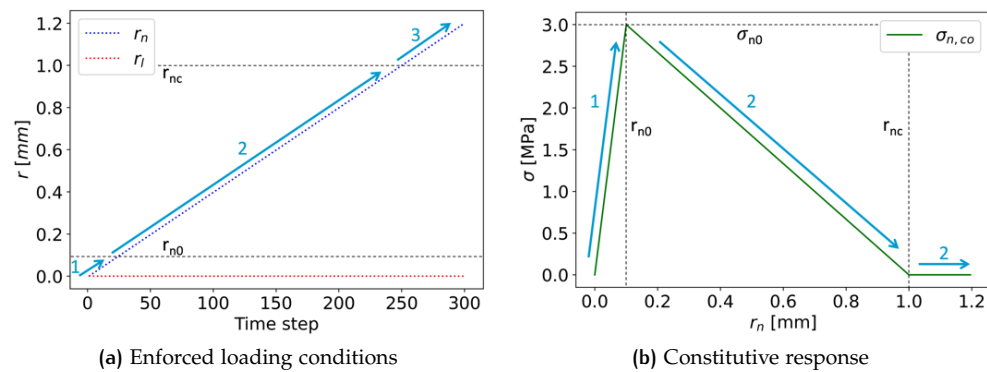 1.2
1.0
0.8
0.6
0.4
0.2
0.0
r [mm]
r_n
r_l
r_nc
r_n0
1
2
3
0
50
100
150
200
250
300
Time step
(a) Enforced loading conditions
3.0
2.5
2.0
1.5
1.0
0.5
0.0
σ [MPa]
σ_n0
σ_{n,co}
r_n0
r_nc
1
2
2
0.0
0.2
0.4
0.6
0.8
1.0
1.2
r_n [mm]
(b) Constitutive response